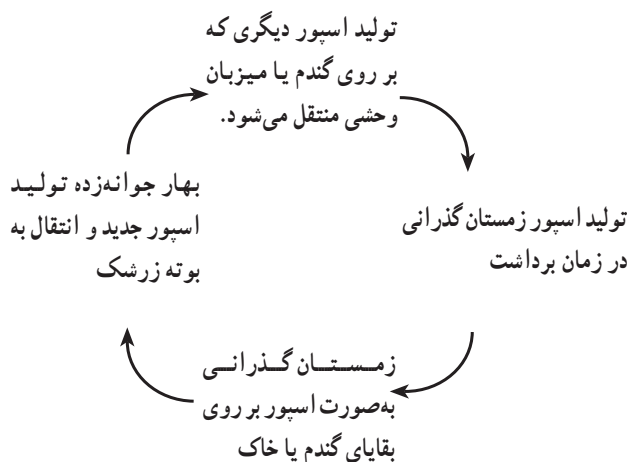 تولید اسپور دیگری که
بر روی گندم یا میزبان
وحشی منتقل می‌شود.
تولید اسپور زمستان گذرانی
در زمان برداشت
زمستان گذرانی
به‌صورت اسپور بر روی
بقایای گندم یا خاک
بهار جوانه‌زده تولید
اسپور جدید و انتقال به
بوته زرشک